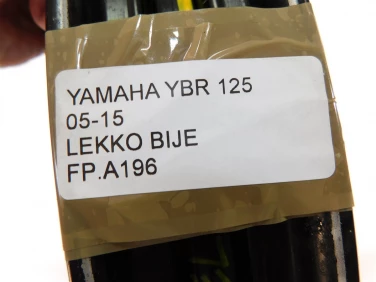 YAMAHA YBR 125
05-15
LEKKO BIJE
FP.A196